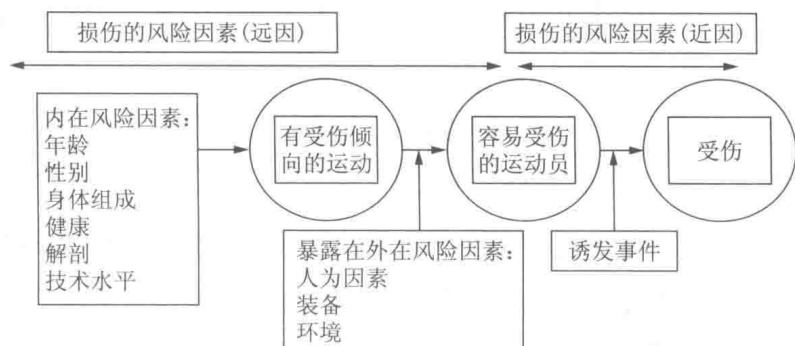 损伤的风险因素(远因)
损伤的风险因素(近因)
内在风险因素:
年龄
性别
身体组成
健康
解剖
技术水平
有受伤倾
向的运动
容易受伤
的运动员
受伤
暴露在外在风险因素:
人为因素
装备
环境
诱发事件